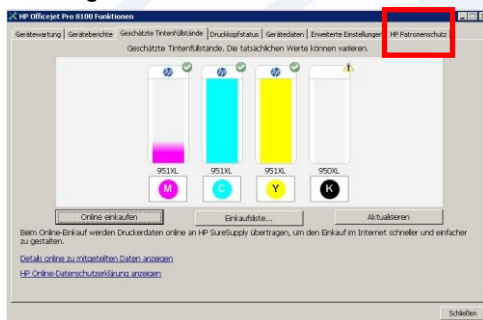 HP Officejet Pro 8100 Funktionen
Gerätewartung Geräteberichte Geschätzte Tintenfüllstände Druckkopfstatus Gerätedaten Erweiterte Einstellungen HP Patronenschutz
Geschätzte Tintenfüllstände. Die tatsächlichen Werte können variieren.
951XL 951XL 951XL 950XL
M C Y K
Online einkaufen Einkaufsliste... Aktualisieren
Beim Online-Einkauf werden Druckerdaten online an HP SureSupply übertragen, um den Einkauf im Internet schneller und einfacher
zu gestalten.
Details online zu mitgeteilten Daten anzeigen
HP Online-Datenschutzerklärung anzeigen
Schließen